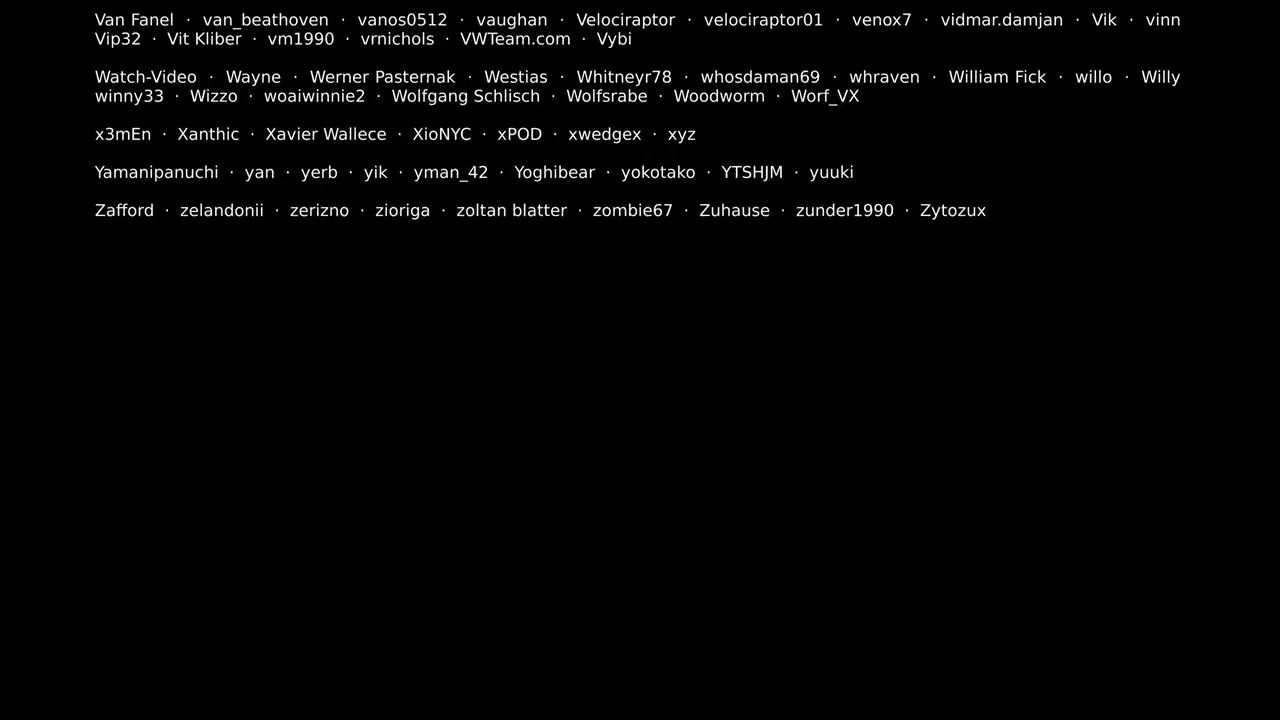 Van Fanel · van_beathoven · vanos0512 · vaughan · Velociraptor · velociraptor01 · venox7 · vidmar.damjan · Vik · vinn
Vip32 · Vit Kliber · vm1990 · vrnichols · VWTeam.com · Vybi
Watch-Video · Wayne · Werner Pasternak · Westias · Whitneyr78 · whosdaman69 · whraven · William Fick · willo · Willy
winny33 · Wizzo · woaiwinnie2 · Wolfgang Schlisch · Wolfsrabe · Woodworm · Worf_VX
x3mEn · Xanthic · Xavier Wallece · XioNYC · xPOD · xwedgex · xyz
Yamanipanuchi · yan · yerb · yik · yman_42 · Yoghibear · yokotako · YTSHJM · yuuki
Zafford · zelandonii · zerizno · zioriga · zoltan blatter · zombie67 · Zuhause · zunder1990 · Zytozux